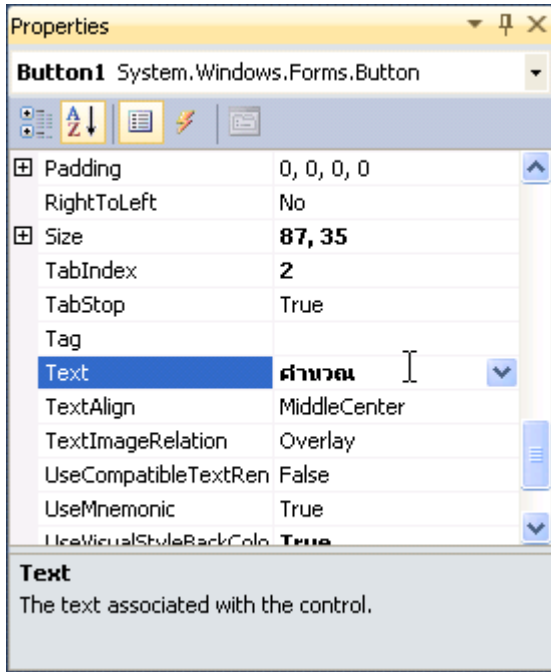 Properties
Button1 System.Windows.Forms.Button
Padding 0, 0, 0, 0
RightToLeft No
Size 87, 35
TabIndex 2
TabStop True
Tag
Text คำนวณ
TextAlign MiddleCenter
TextImageRelation Overlay
UseCompatibleTextRen False
UseMnemonic True
UseVisualStyleBackColo True
Text
The text associated with the control.